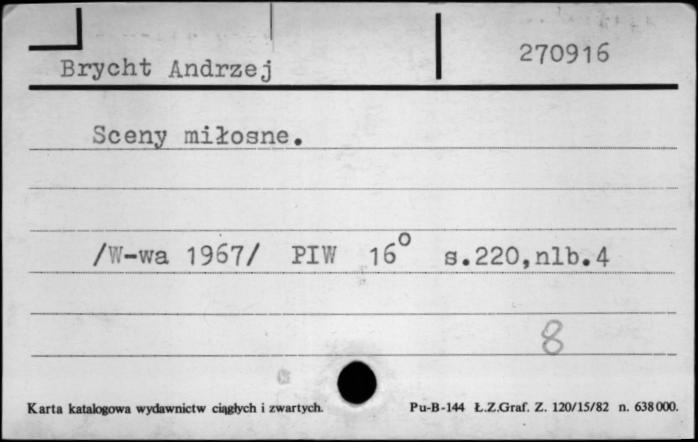 Brycht Andrzej 270916
Sceny miłosne.
/W-wa 1967/ PIW 16° s.220,nlb.4
8
Karta katalogowa wydawnictw ciągłych i zwartych. Pu-B-144 Ł.Z.Graf. Z. 120/15/82 n. 638000.